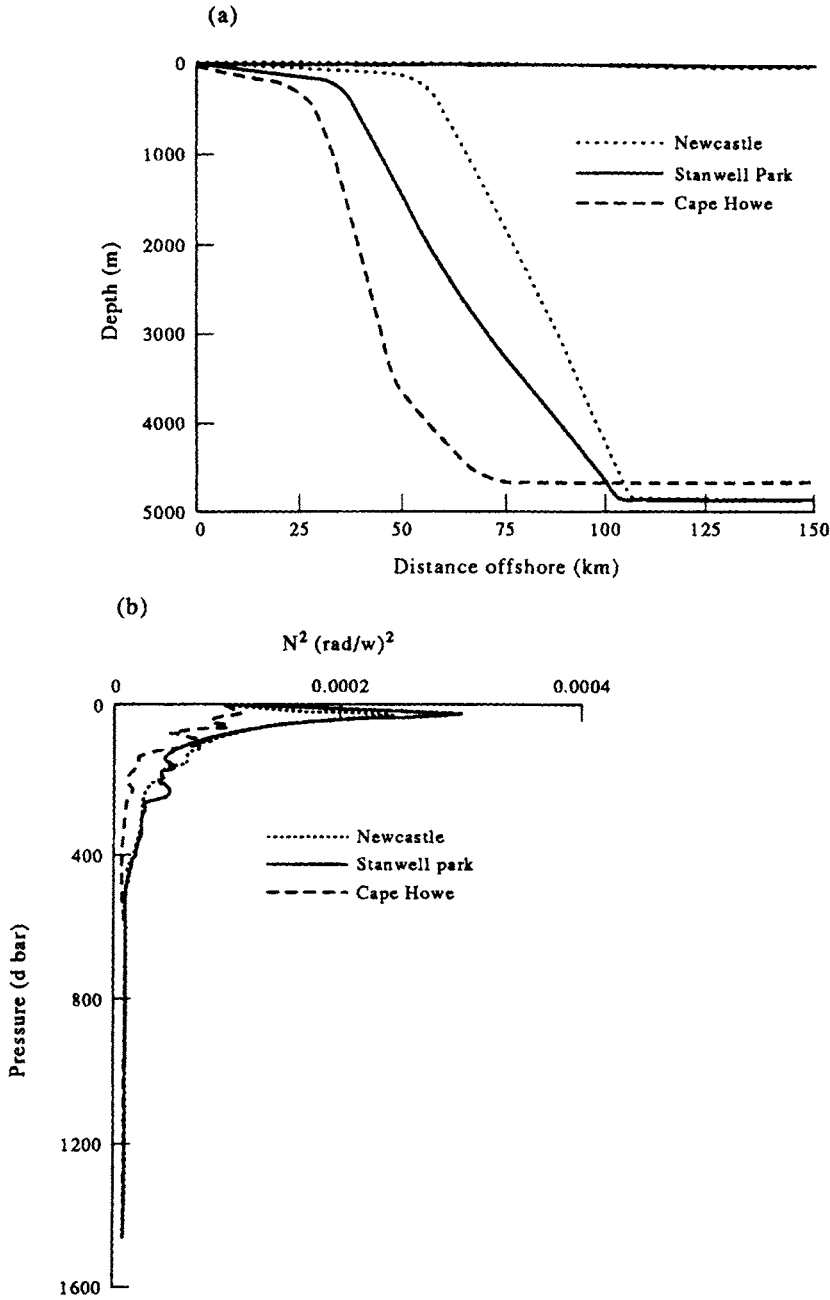 (a)
0
1000
2000
3000
4000
5000
Depth (m)
Newcastle
Stanwell Park
Cape Howe
0 25 50 75 100 125 150
Distance offshore (km)
(b)
N² (rad/w)²
0 0.0002 0.0004
0
400
800
1200
1600
Pressure (d bar)
Newcastle
Stanwell park
Cape Howe